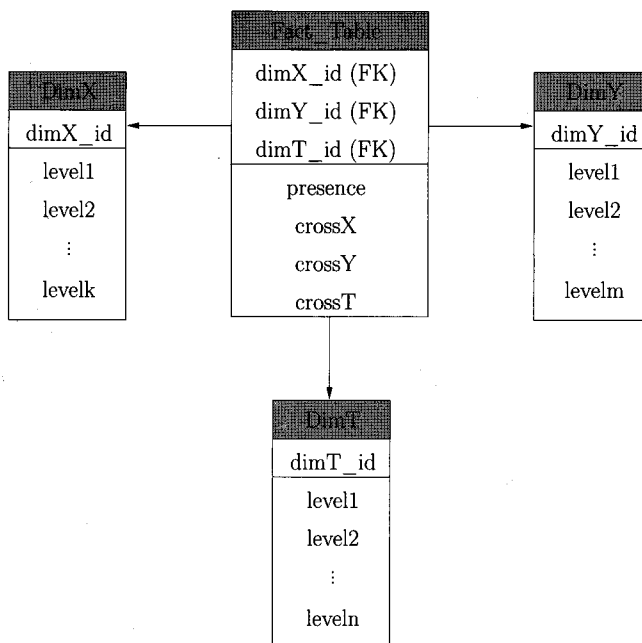 Fact_Table
dimX_id (FK)
dimY_id (FK)
dimT_id (FK)
presence
crossX
crossY
crossT
DimX
dimX_id
level1
level2
⋮
levelk
DimY
dimY_id
level1
level2
⋮
levelm
DimT
dimT_id
level1
level2
⋮
leveln